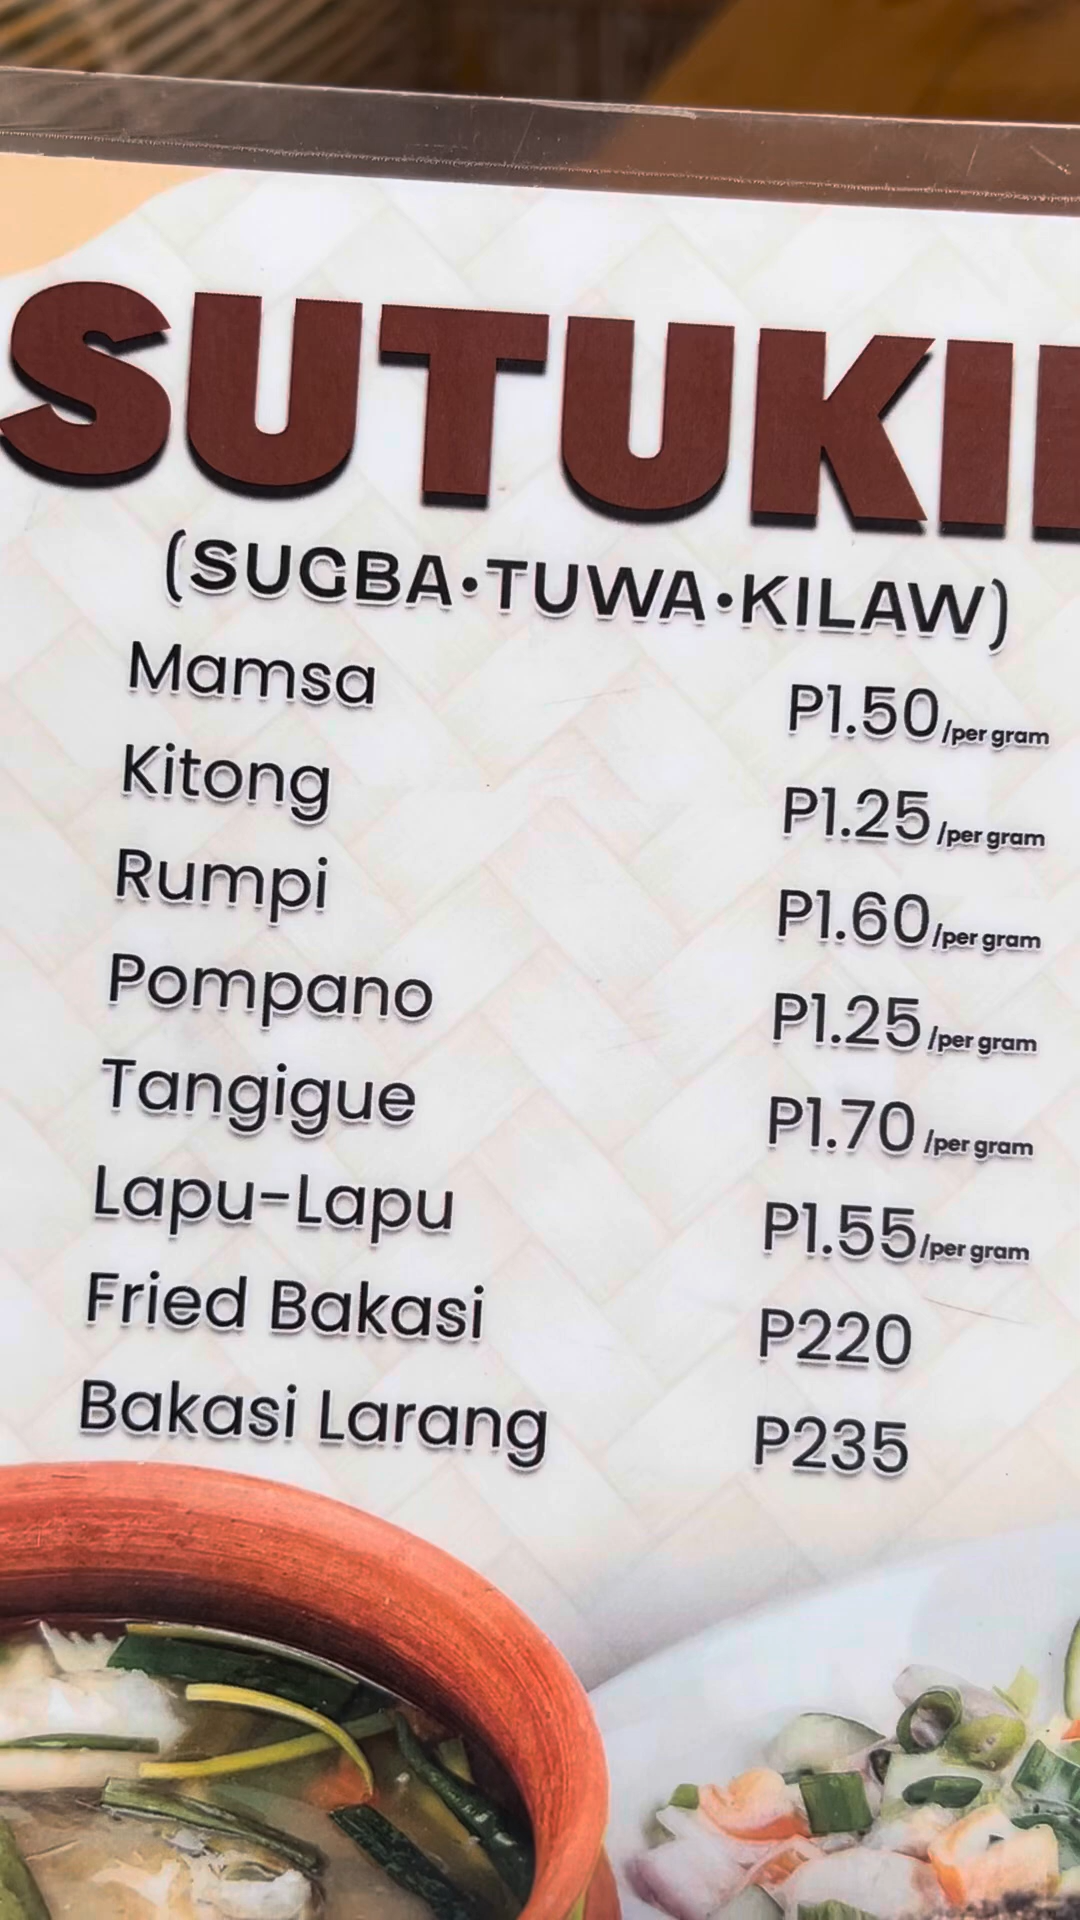 SUTUKI
(SUGBA•TUWA•KILAW)
Mamsa P1.50/per gram
Kitong P1.25/per gram
Rumpi P1.60/per gram
Pompano P1.25/per gram
Tangigue P1.70/per gram
Lapu-Lapu P1.55/per gram
Fried Bakasi P220
Bakasi Larang P235